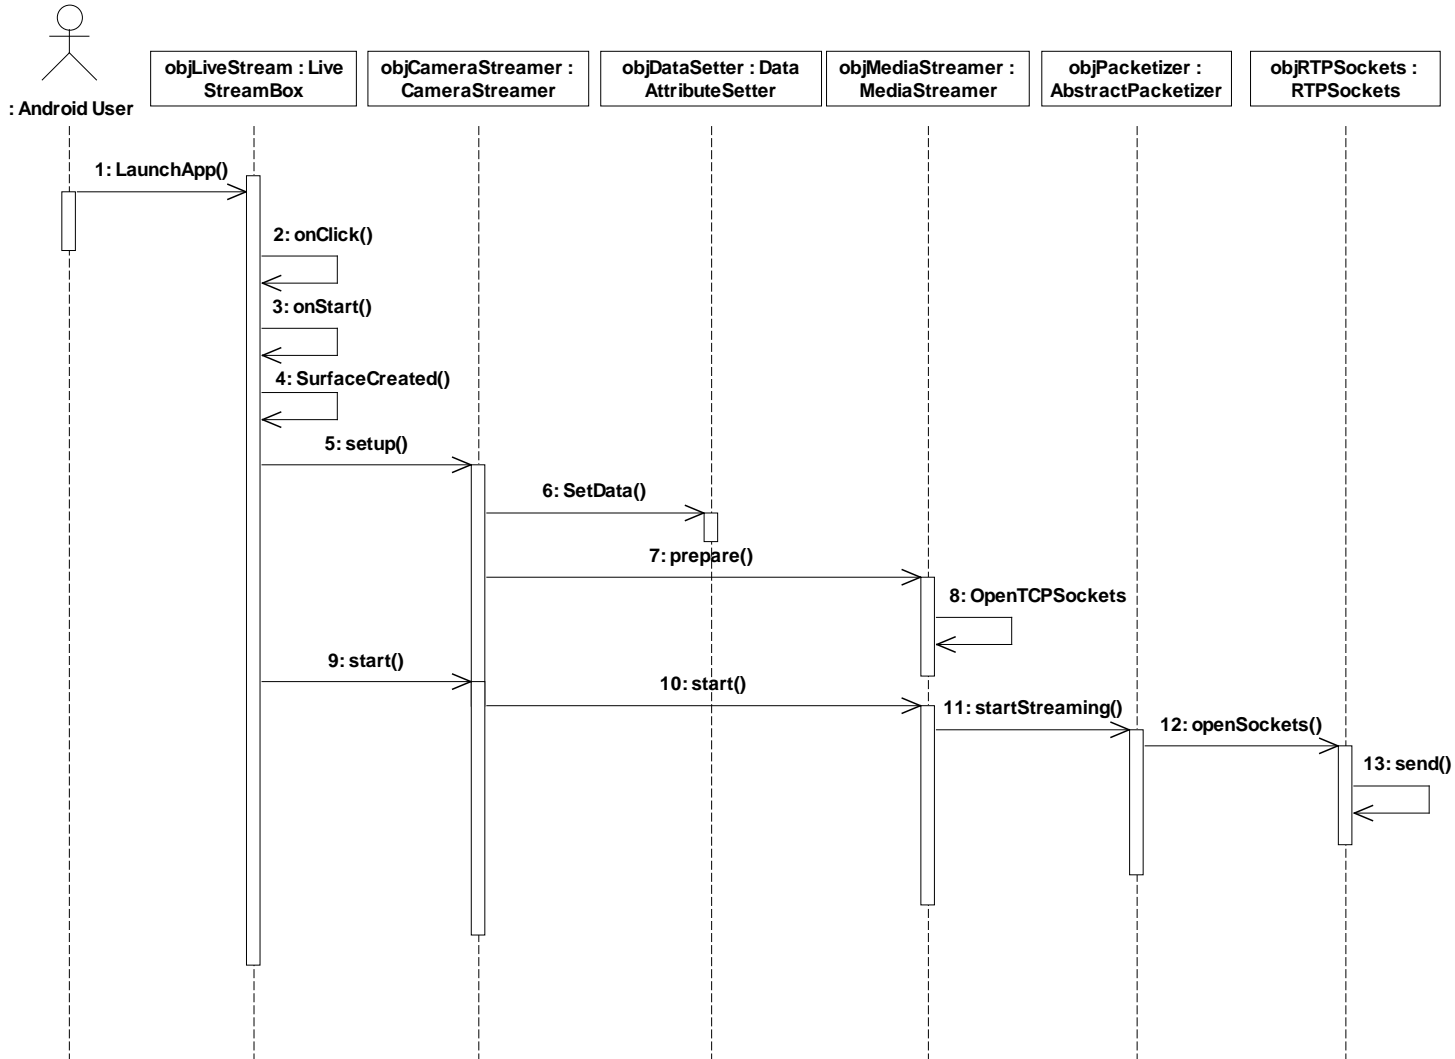 objLiveStream : Live
StreamBox
objCameraStreamer :
CameraStreamer
objDataSetter : Data
AttributeSetter
objMediaStreamer :
MediaStreamer
objPacketizer :
AbstractPacketizer
objRTPSockets :
RTPSockets
: Android User
1: LaunchApp()
2: onClick()
3: onStart()
4: SurfaceCreated()
5: setup()
6: SetData()
7: prepare()
8: OpenTCPSockets
9: start()
10: start()
11: startStreaming()
12: openSockets()
13: send()